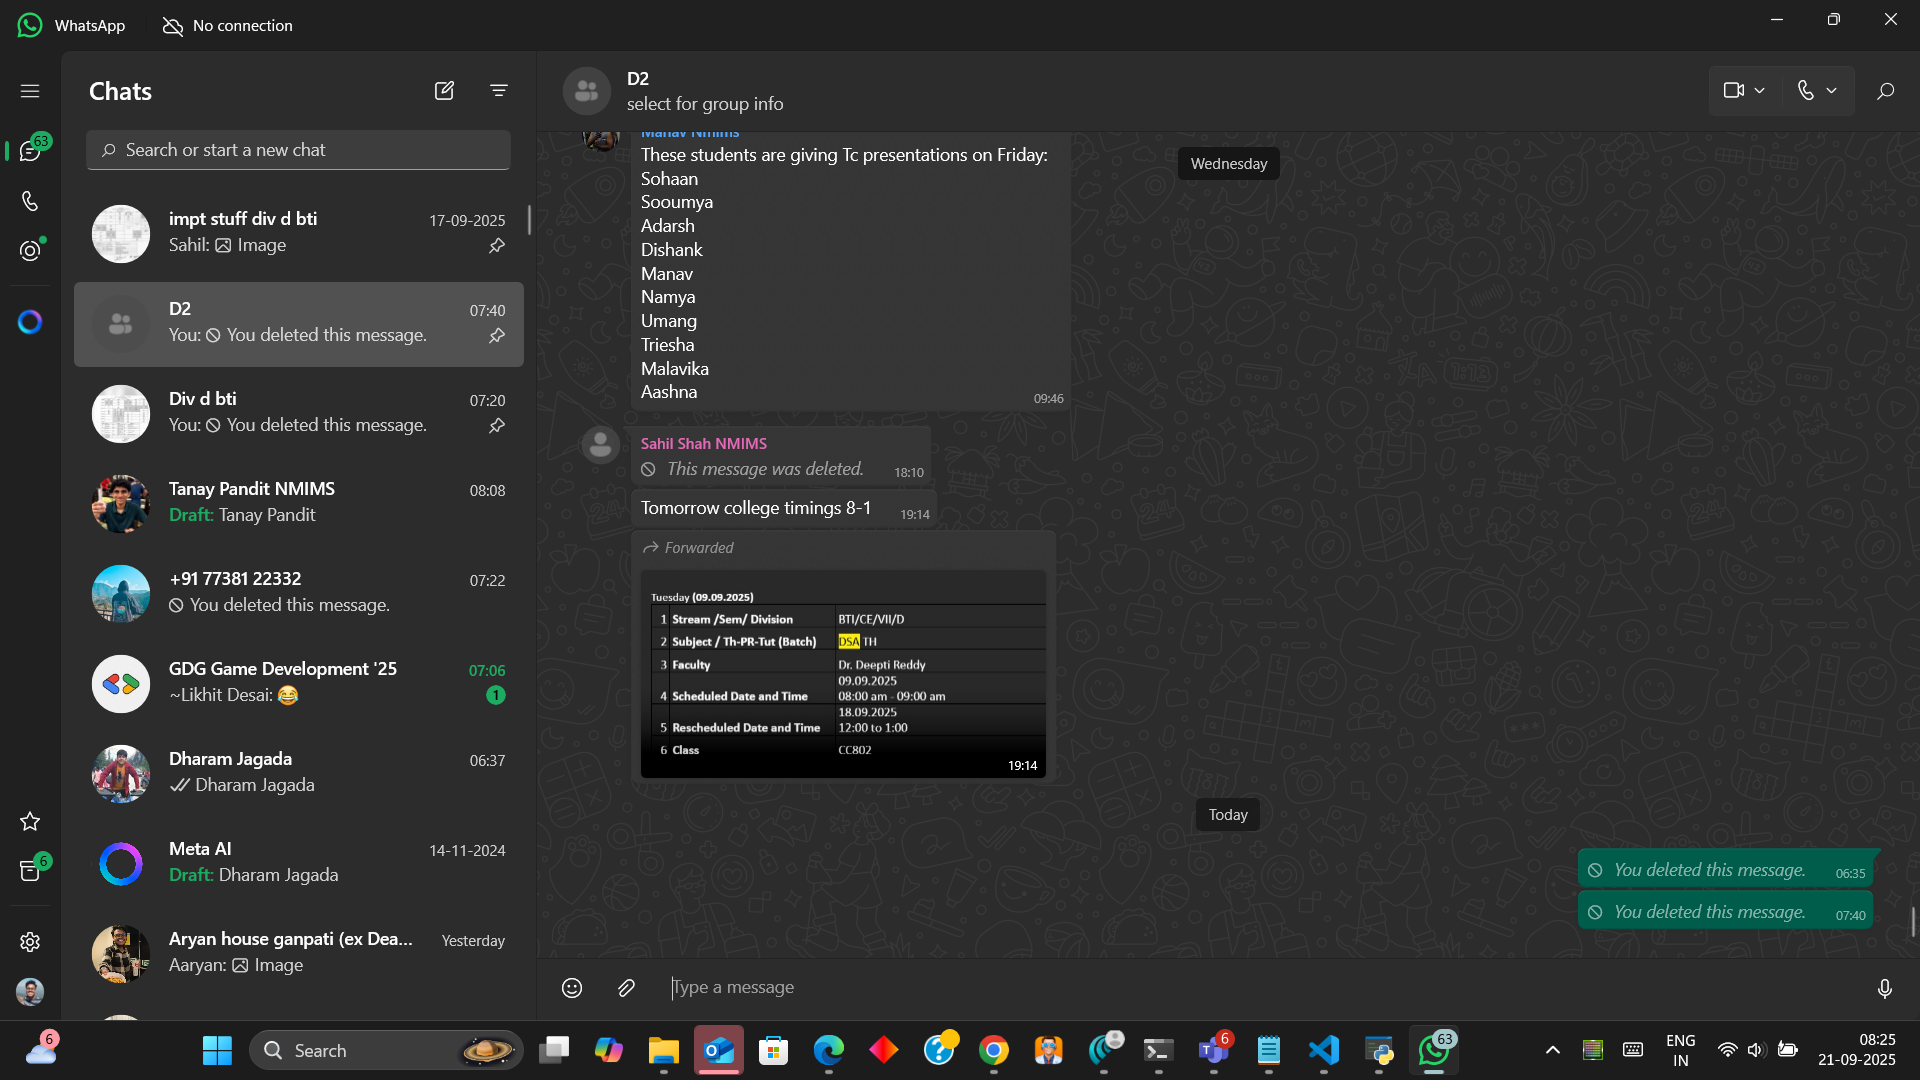 WhatsApp
No connection
Chats
63
Search or start a new chat
impt stuff div d bti
17-09-2025
Sahil: Image
D2
07:40
You: You deleted this message.
Div d bti
07:20
You: You deleted this message.
Tanay Pandit NMIMS
08:08
Draft: Tanay Pandit
+91 77381 22332
07:22
You deleted this message.
GDG Game Development '25
07:06
~Likhit Desai: 😂
1
Dharam Jagada
06:37
Dharam Jagada
Meta AI
14-11-2024
Draft: Dharam Jagada
6
Aryan house ganpati (ex Dea...
Yesterday
Aaryan: Image
D2
select for group info
Wednesday
Manav Nmims
These students are giving Tc presentations on Friday:
Sohaan
Sooumya
Adarsh
Dishank
Manav
Namya
Umang
Triesha
Malavika
Aashna
09:46
Sahil Shah NMIMS
This message was deleted.
18:10
Tomorrow college timings 8-1
19:14
Forwarded
Tuesday (09.09.2025)
1 Stream /Sem/ Division BTI/CE/VII/D
2 Subject / Th-PR-Tut (Batch) DSA TH
3 Faculty Dr. Deepti Reddy
09.09.2025
4 Scheduled Date and Time 08:00 am - 09:00 am
18.09.2025
5 Rescheduled Date and Time 12:00 to 1:00
6 Class CC802
19:14
Today
You deleted this message.
06:35
You deleted this message.
07:40
Type a message
6
Search
6
63
ENG
IN
08:25
21-09-2025